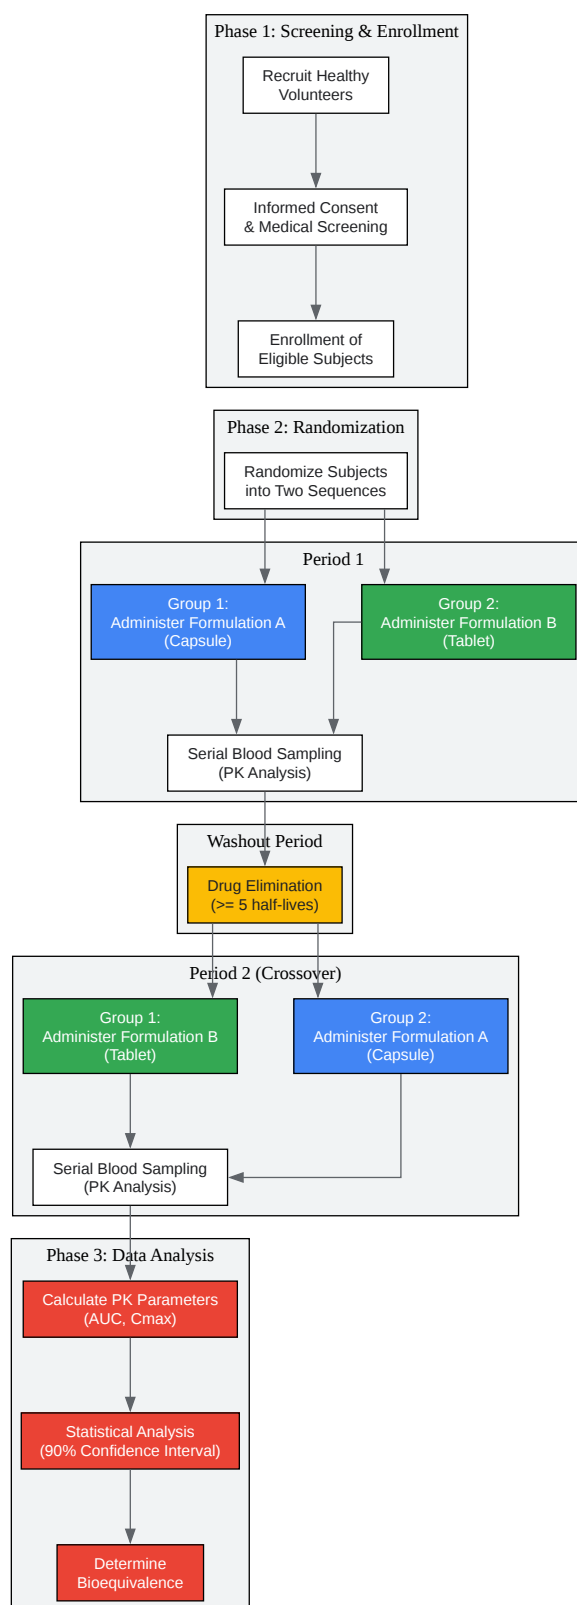 Phase 1: Screening & Enrollment
Recruit Healthy
Volunteers
Informed Consent
& Medical Screening
Enrollment of
Eligible Subjects
Phase 2: Randomization
Randomize Subjects
into Two Sequences
Period 1
Group 1:
Administer Formulation A
(Capsule)
Group 2:
Administer Formulation B
(Tablet)
Serial Blood Sampling
(PK Analysis)
Washout Period
Drug Elimination
(>= 5 half-lives)
Period 2 (Crossover)
Group 1:
Administer Formulation B
(Tablet)
Group 2:
Administer Formulation A
(Capsule)
Serial Blood Sampling
(PK Analysis)
Phase 3: Data Analysis
Calculate PK Parameters
(AUC, Cmax)
Statistical Analysis
(90% Confidence Interval)
Determine
Bioequivalence